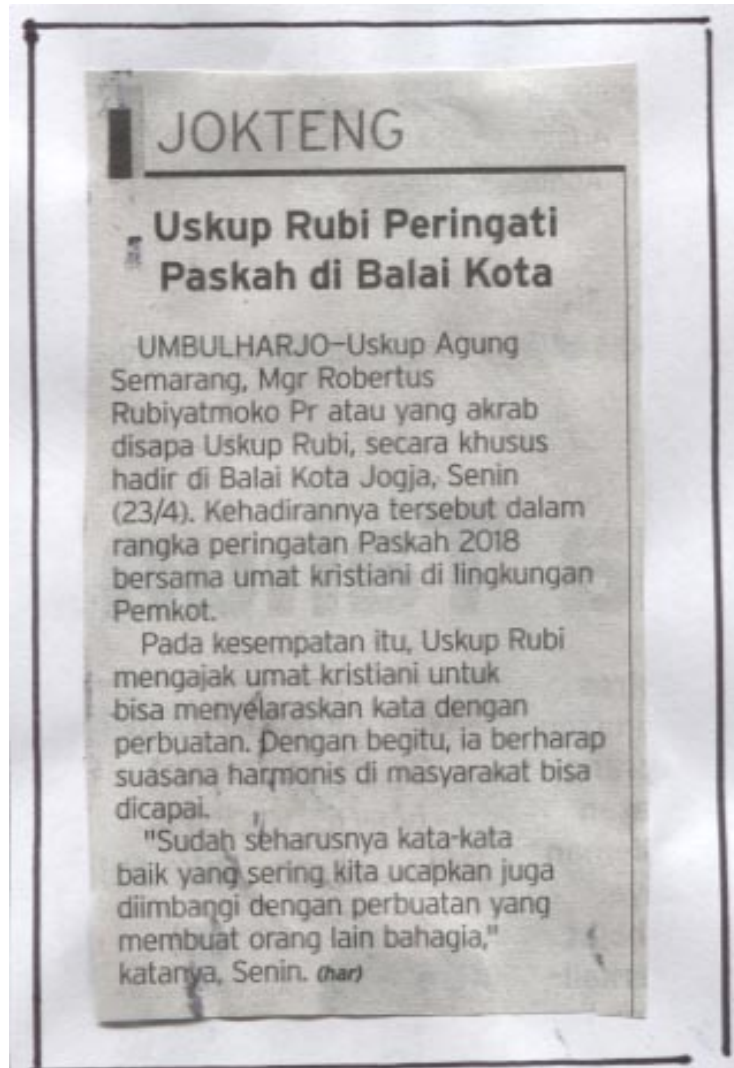 JOKTENG
Uskup Rubi Peringati
Paskah di Balai Kota
UMBULHARJO—Uskup Agung
Semarang, Mgr Robertus
Rubiyatmoko Pr atau yang akrab
disapa Uskup Rubi, secara khusus
hadir di Balai Kota Jogja, Senin
(23/4). Kehadirannya tersebut dalam
rangka peringatan Paskah 2018
bersama umat kristiani di lingkungan
Pemkot.
Pada kesempatan itu, Uskup Rubi
mengajak umat kristiani untuk
bisa menyelaraskan kata dengan
perbuatan. Dengan begitu, ia berharap
suasana harmonis di masyarakat bisa
dicapai.
"Sudah seharusnya kata-kata
baik yang sering kita ucapkan juga
diimbangi dengan perbuatan yang
membuat orang lain bahagia,"
katanya, Senin. (har)